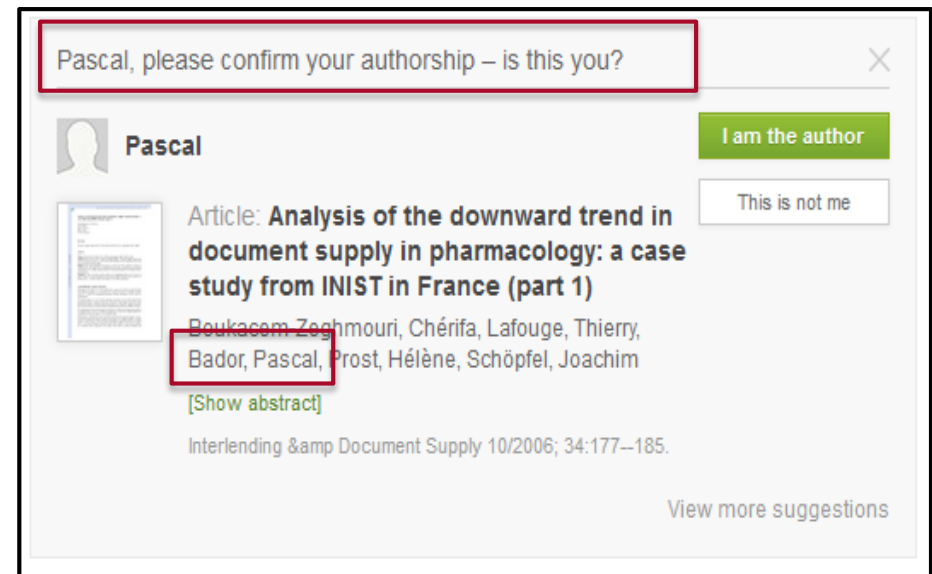 Pascal, please confirm your authorship – is this you?
Pascal
I am the author
This is not me
Article: Analysis of the downward trend in
document supply in pharmacology: a case
study from INIST in France (part 1)
Boukacem-Zeghmouri, Chérifa, Lafouge, Thierry,
Bador, Pascal, Prost, Hélène, Schöpfel, Joachim
[Show abstract]
Interlending &amp Document Supply 10/2006; 34:177--185.
View more suggestions